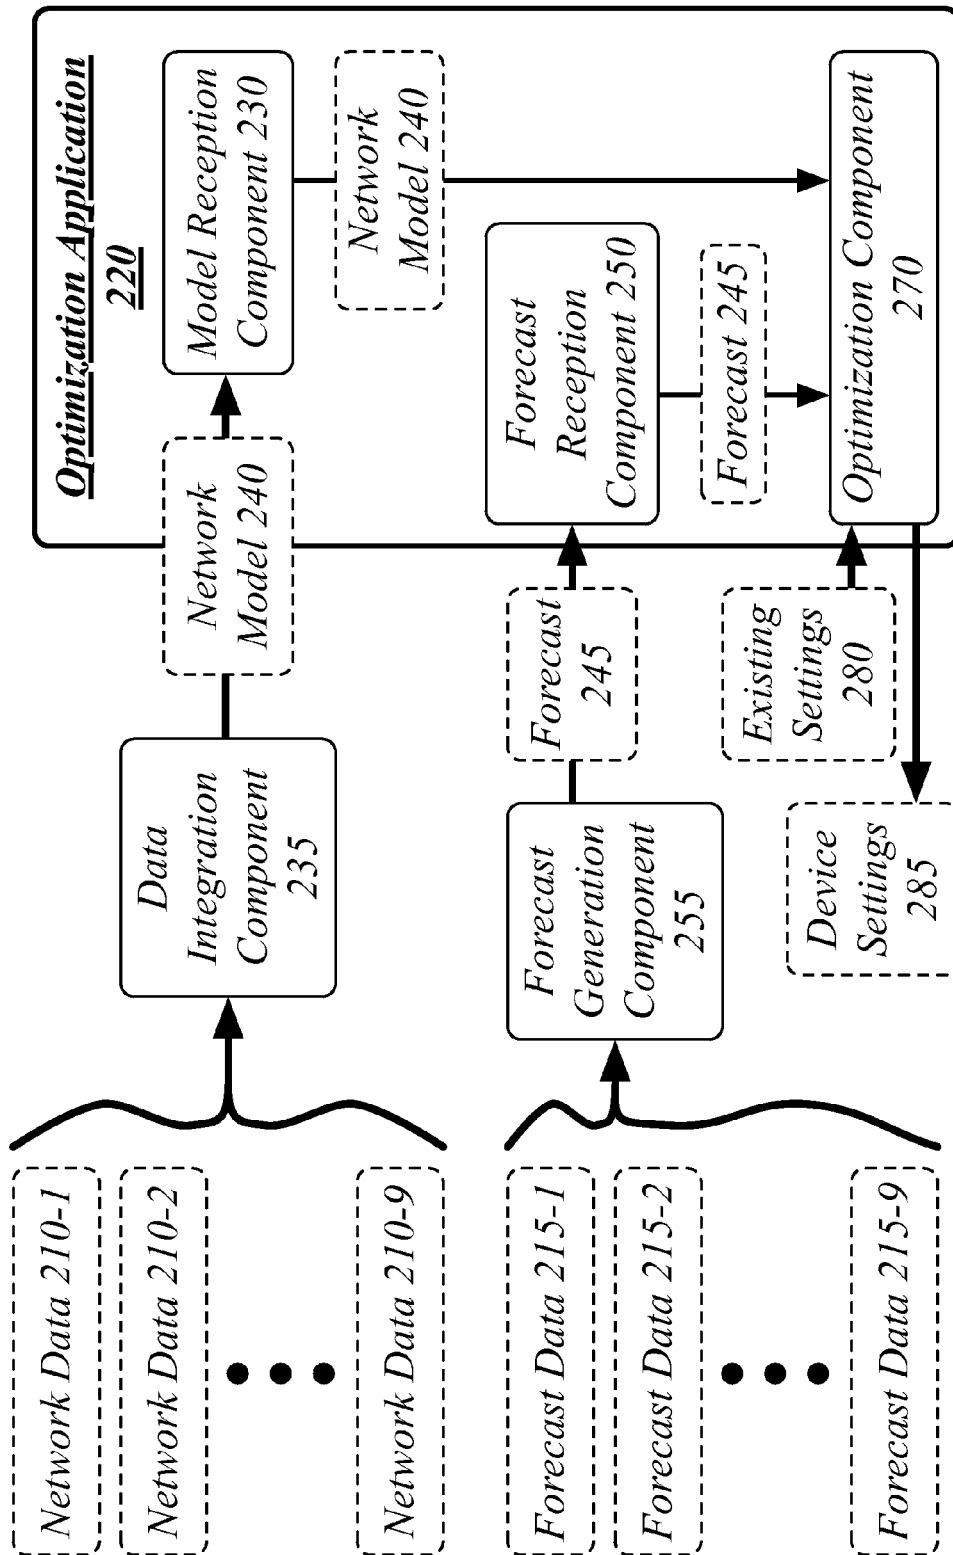 Network Data 210-1
Network Data 210-2
Network Data 210-9
Data
Integration
Component
235
Network
Model 240
Optimization Application
220
Model Reception
Component 230
Network
Model 240
Forecast Data 215-1
Forecast Data 215-2
Forecast Data 215-9
Forecast
Generation
Component
255
Forecast
245
Forecast
Reception
Component 250
Forecast 245
Existing
Settings
280
Optimization Component
270
Device
Settings
285